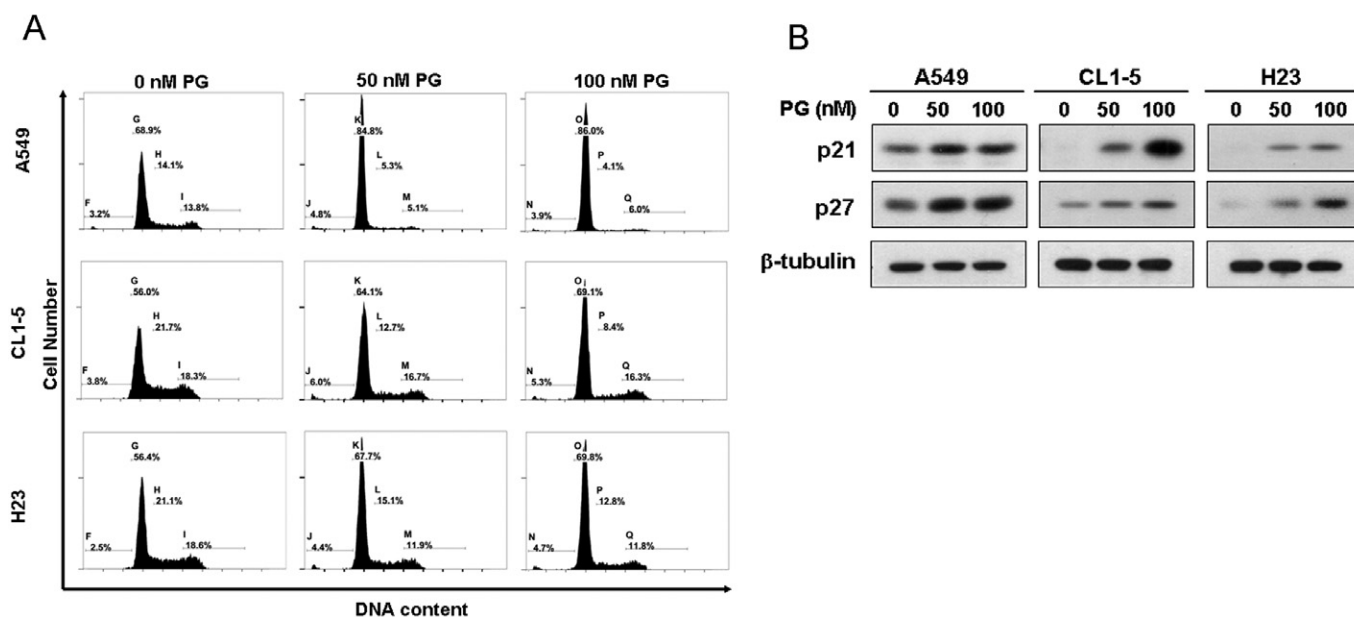 A
0 nM PG 50 nM PG 100 nM PG
A549
G
68.9%
H
14.1%
F
3.2%
I
13.8%
K
84.8%
L
5.3%
J
4.8%
M
5.1%
O
86.0%
P
4.1%
N
3.9%
Q
6.0%
CL1-5
G
56.0%
H
21.7%
F
3.8%
I
18.3%
K
64.1%
L
12.7%
J
6.0%
M
16.7%
O
69.1%
P
8.4%
N
5.3%
Q
16.3%
H23
G
56.4%
H
21.1%
F
2.5%
I
18.6%
K
67.7%
L
15.1%
J
4.4%
M
11.9%
O
69.8%
P
12.8%
N
4.7%
Q
11.8%
Cell Number
DNA content
B
A549 CL1-5 H23
PG (nM) 0 50 100 0 50 100 0 50 100
p21
p27
β-tubulin